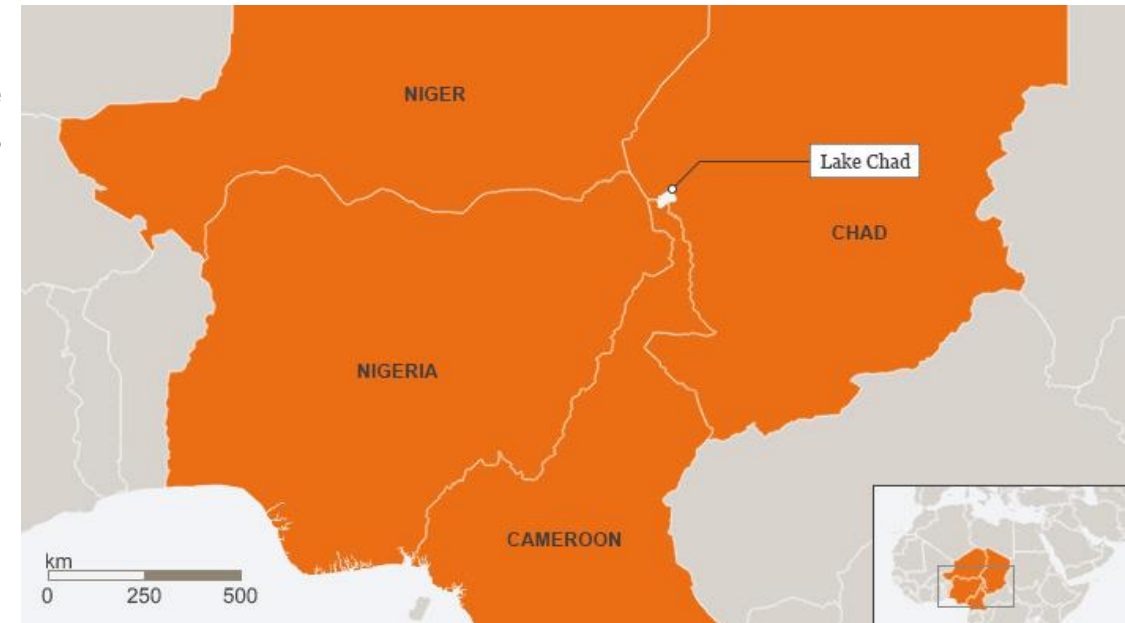 NIGER
Lake Chad
CHAD
NIGERIA
CAMEROON
km
0 250 500